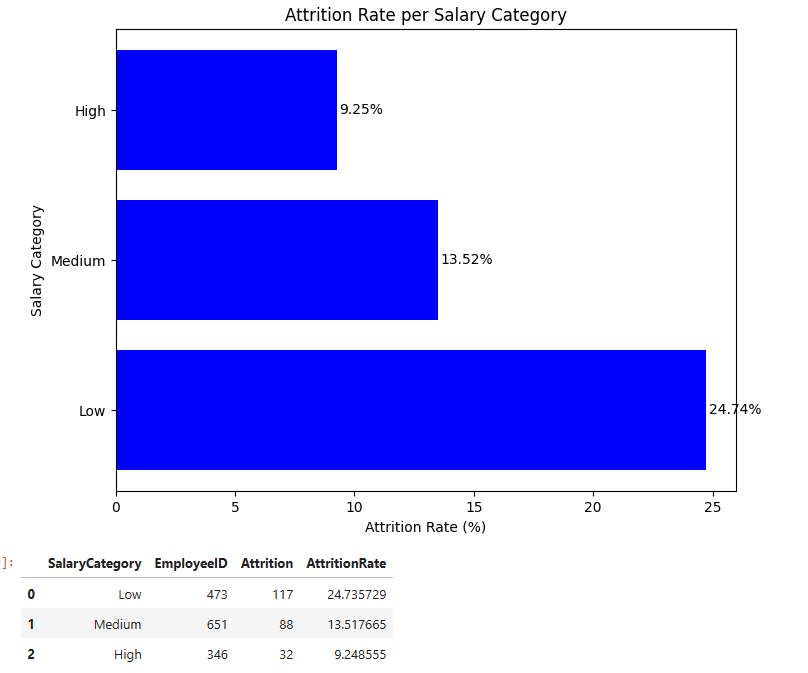 Attrition Rate per Salary Category
High
9.25%
Salary Category
Medium
13.52%
Low
24.74%
0 5 10 15 20 25
Attrition Rate (%)
]:
SalaryCategory EmployeeID Attrition AttritionRate
0 Low 473 117 24.735729
1 Medium 651 88 13.517665
2 High 346 32 9.248555